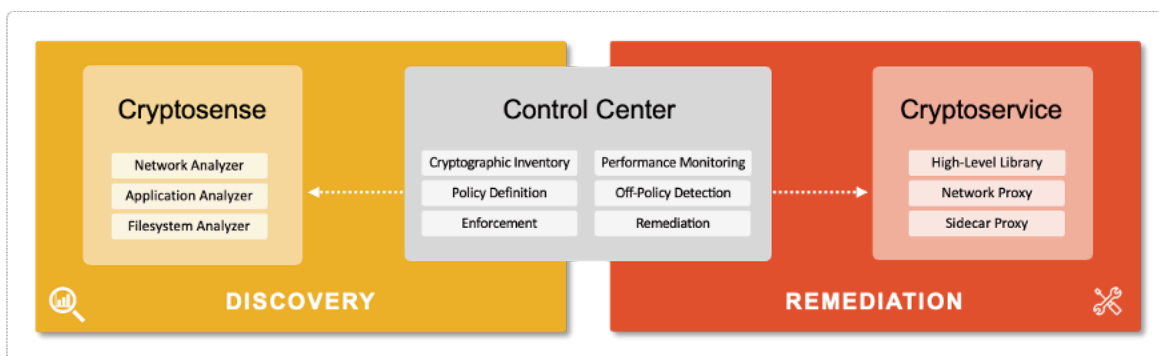 Cryptosense
Network Analyzer
Application Analyzer
Filesystem Analyzer
DISCOVERY
Control Center
Cryptographic Inventory
Performance Monitoring
Policy Definition
Off-Policy Detection
Enforcement
Remediation
Cryptoservice
High-Level Library
Network Proxy
Sidecar Proxy
REMEDIATION